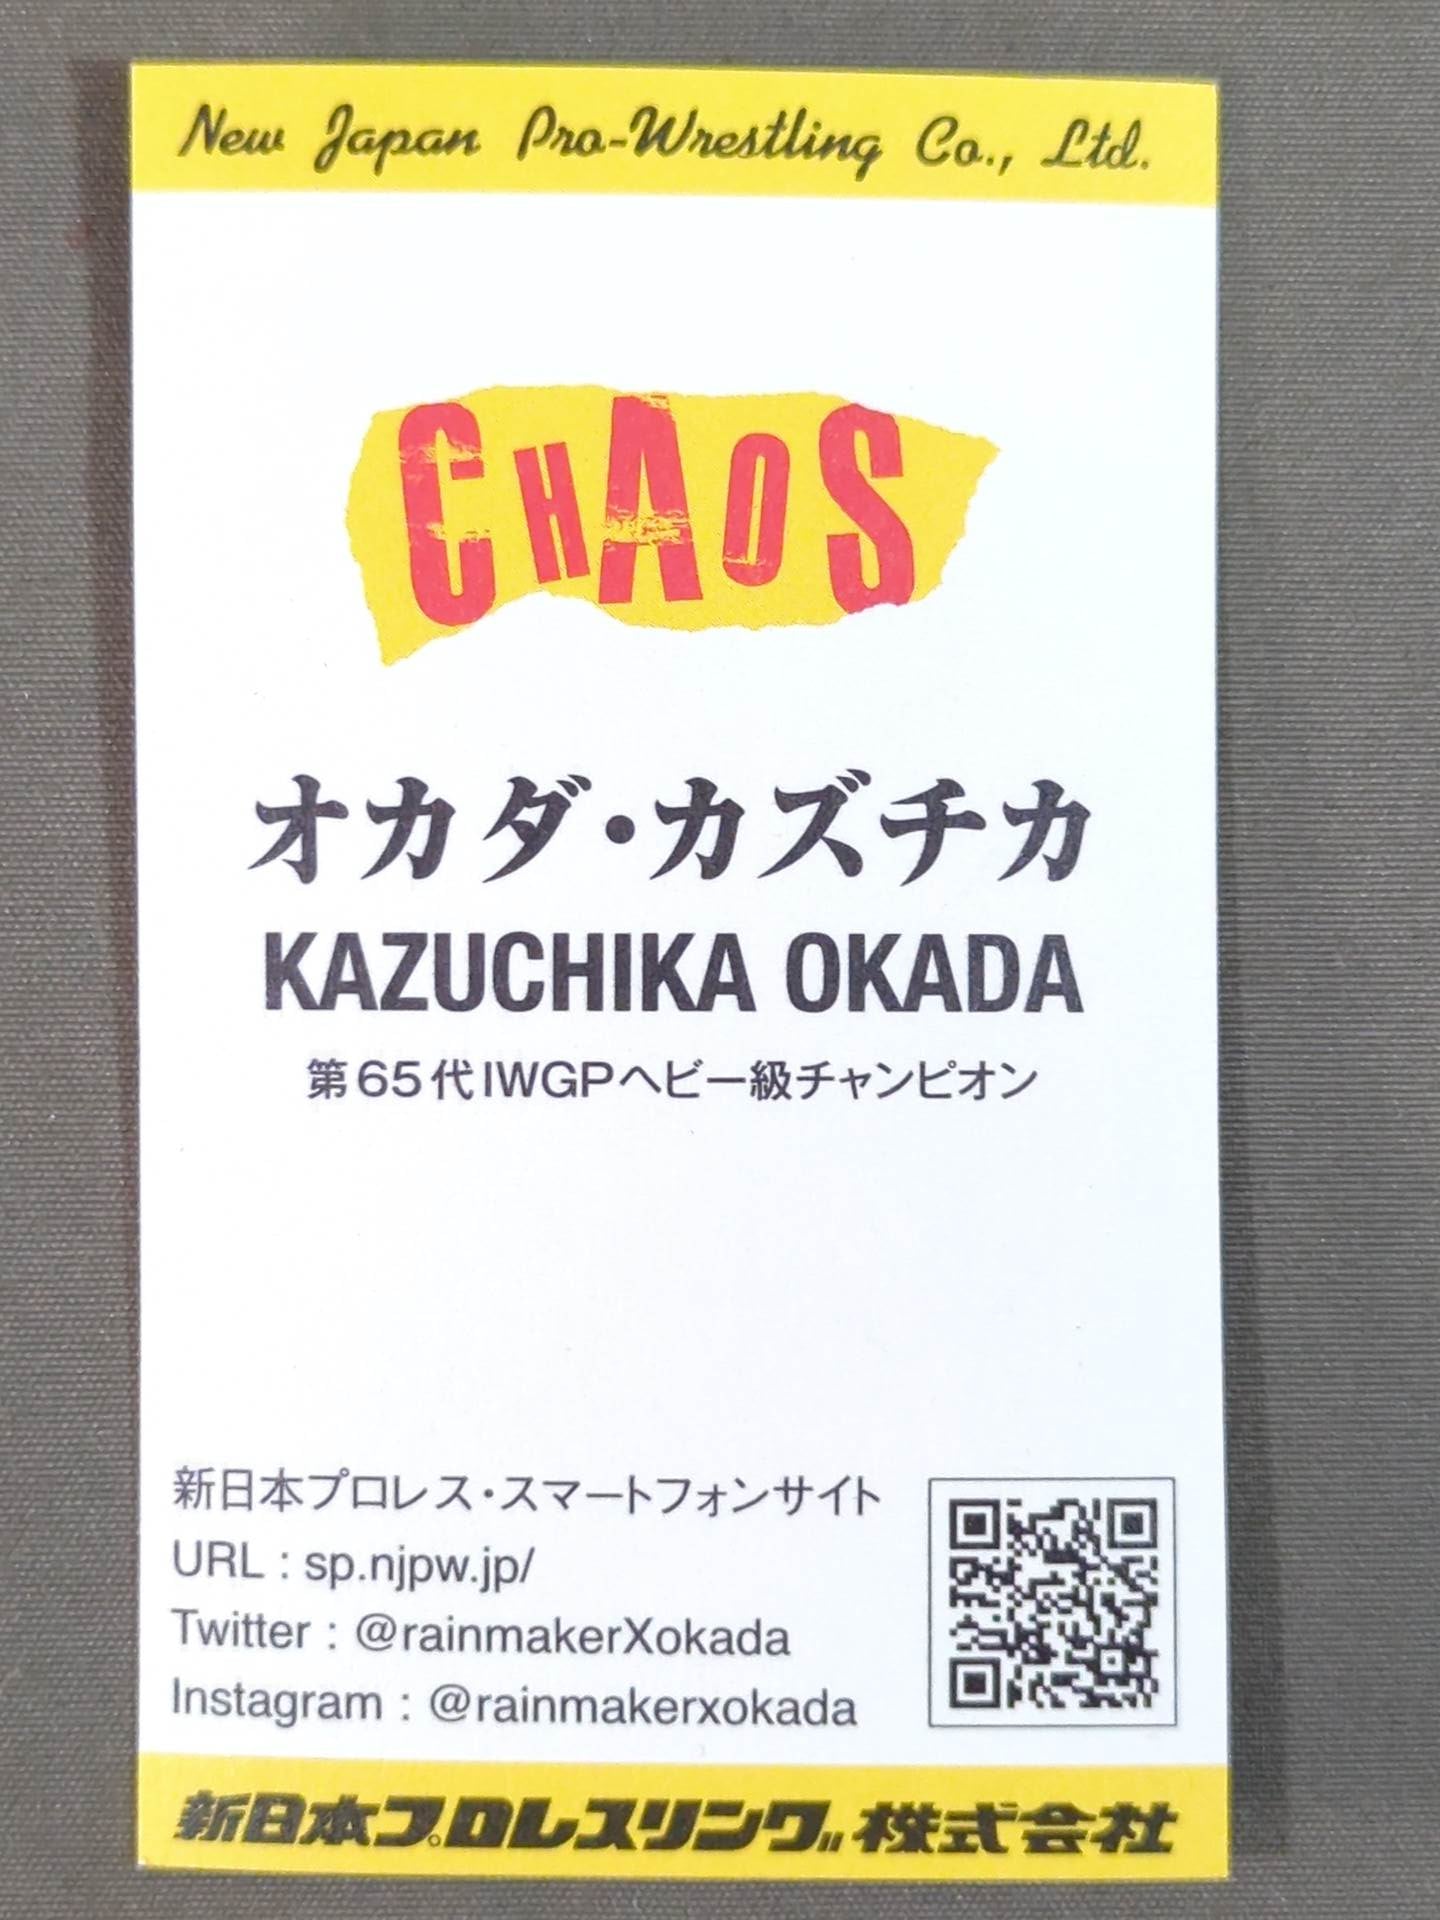 New Japan Pro-Wrestling Co., Ltd.
CHAOS
オカダ・カズチカ
KAZUCHIKA OKADA
第65代IWGPヘビー級チャンピオン
新日本プロレス・スマートフォンサイト
URL : sp.njpw.jp/
Twitter : @rainmakerXokada
Instagram : @rainmakerxokada
新日本プロレスリング株式会社